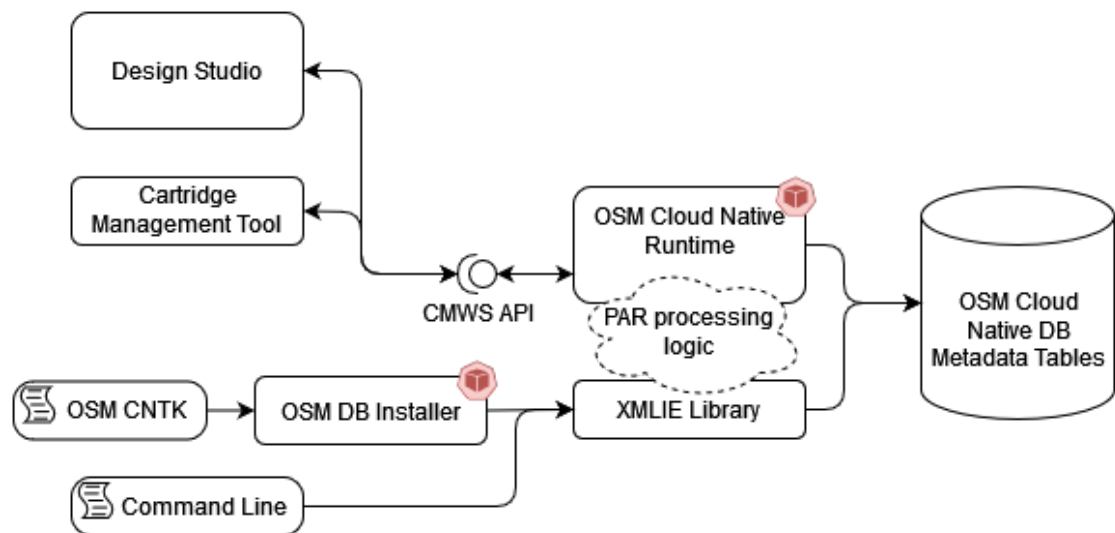 Design Studio
Cartridge
Management Tool
OSM Cloud Native
Runtime
CMWS API
PAR processing
logic
OSM Cloud
Native DB
Metadata Tables
OSM CNTK
OSM DB Installer
XMLIE Library
Command Line